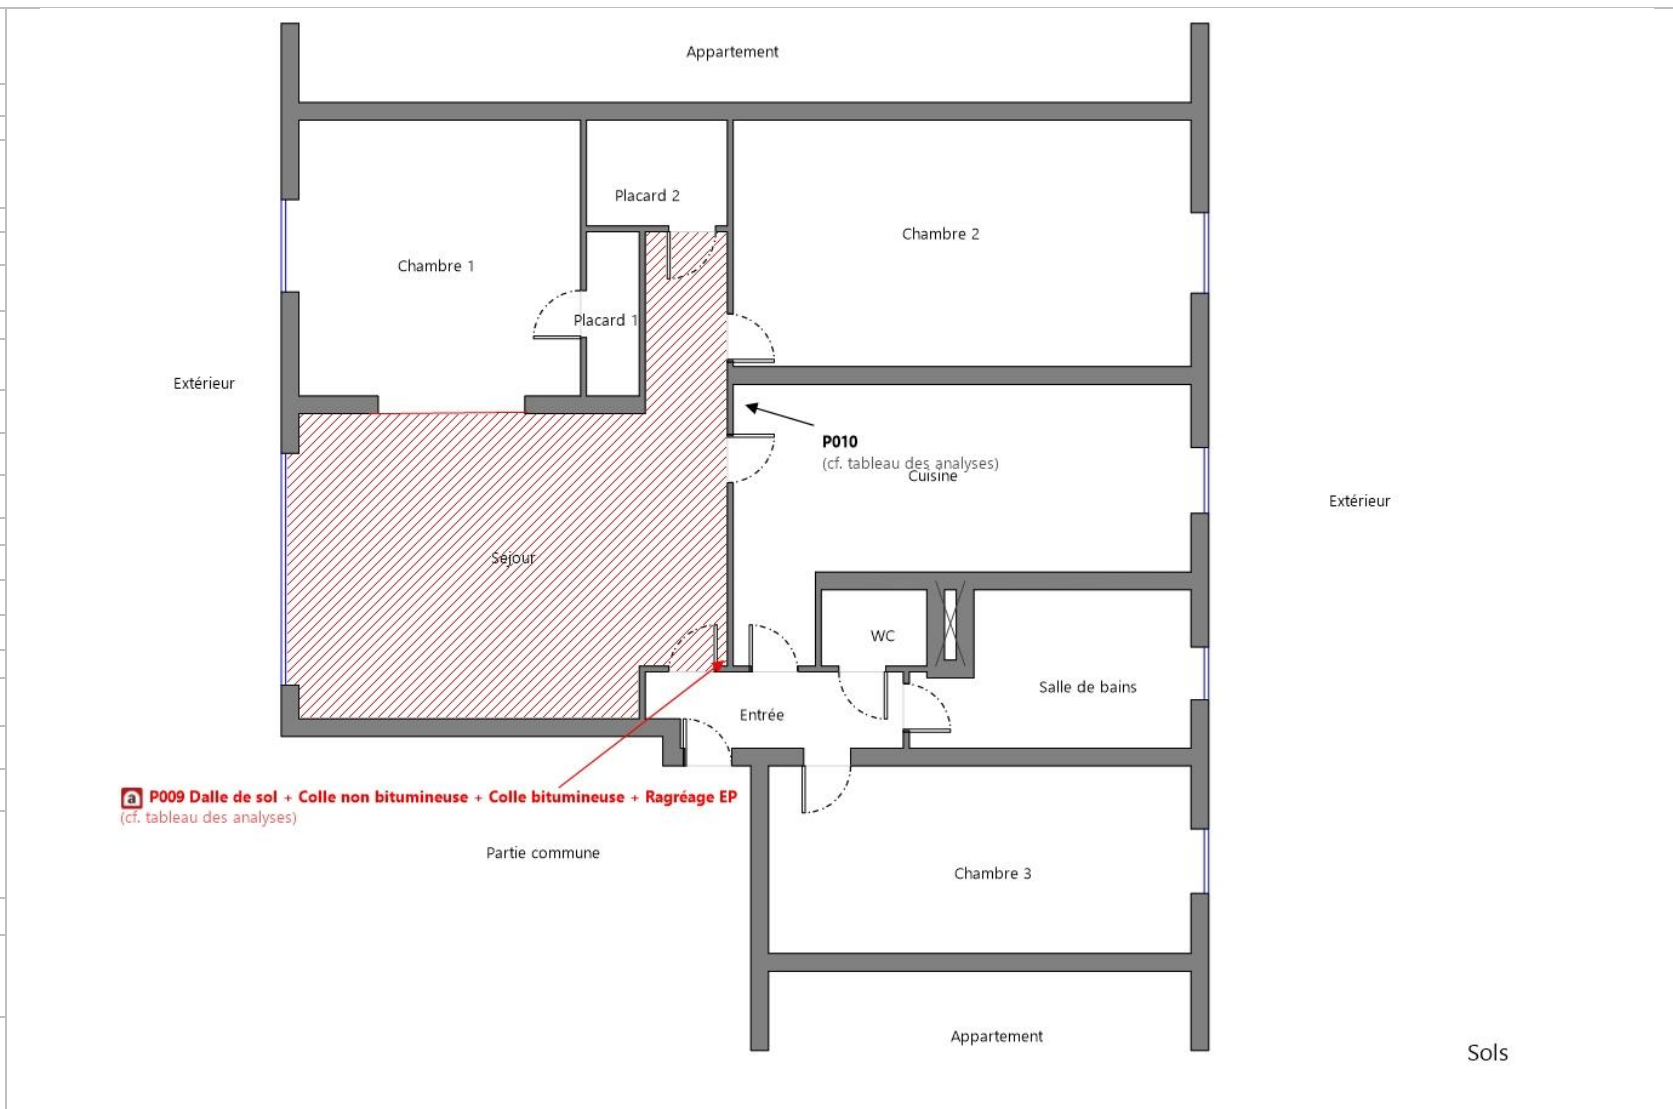 Appartement
Placard 2
Chambre 2
Chambre 1
Placard 1
Extérieur
P010
(cf. tableau des analyses)
Cuisine
Extérieur
Séjour
WC
Salle de bains
Entrée
a P009 Dalle de sol + Colle non bitumineuse + Colle bitumineuse + Ragréage EP
(cf. tableau des analyses)
Partie commune
Chambre 3
Appartement
Sols